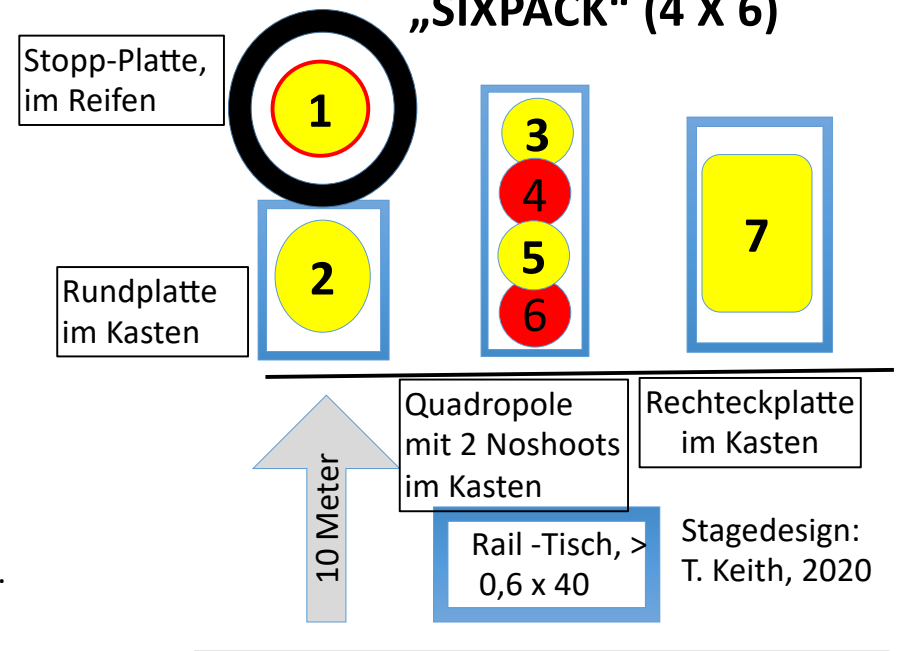 „SIXPACK“ (4 X 6)
Stopp-Platte,
im Reifen
1
3
4
5
6
7
2
Rundplatte
im Kasten
Quadropole
mit 2 Noshoots
im Kasten
Rechteckplatte
im Kasten
10 Meter
Rail -Tisch, >
0,6 x 40
Stagedesign:
T. Keith, 2020
.